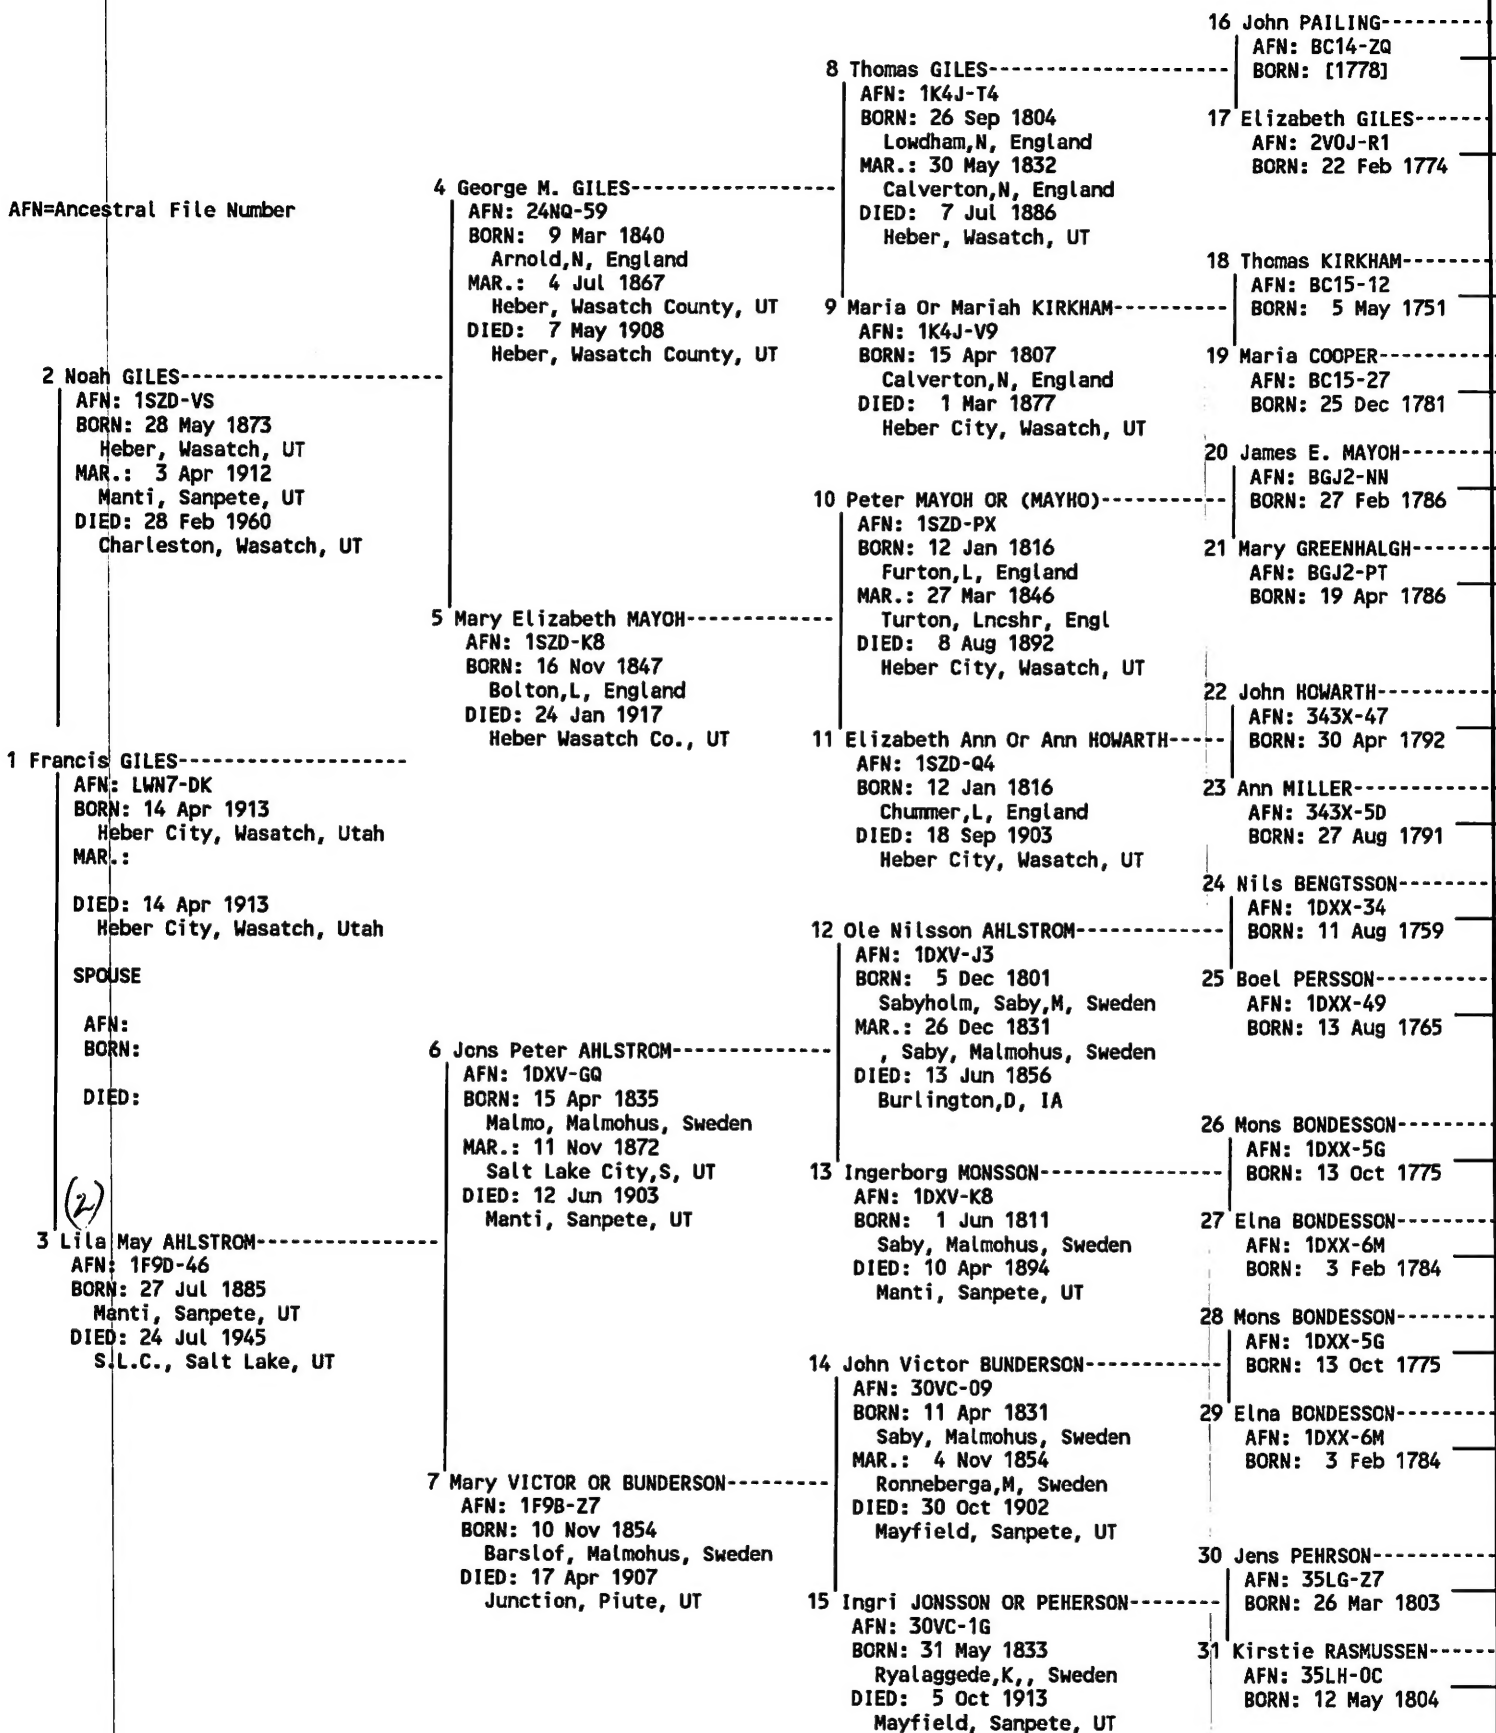 AFN=Ancestral File Number
1 Francis GILES
AFN: LWN7-DK
BORN: 14 Apr 1913
Heber City, Wasatch, Utah
MAR.:
DIED: 14 Apr 1913
Heber City, Wasatch, Utah
SPOUSE
AFN:
BORN:
DIED:
2 Noah GILES
AFN: 1SZD-VS
BORN: 28 May 1873
Heber, Wasatch, UT
MAR.: 3 Apr 1912
Manti, Sanpete, UT
DIED: 28 Feb 1960
Charleston, Wasatch, UT
(2)
3 Lila May AHLSTROM
AFN: 1F9D-46
BORN: 27 Jul 1885
Manti, Sanpete, UT
DIED: 24 Jul 1945
S.L.C., Salt Lake, UT
4 George M. GILES
AFN: 24NQ-59
BORN: 9 Mar 1840
Arnold,N, England
MAR.: 4 Jul 1867
Heber, Wasatch County, UT
DIED: 7 May 1908
Heber, Wasatch County, UT
5 Mary Elizabeth MAYOH
AFN: 1SZD-K8
BORN: 16 Nov 1847
Bolton,L, England
DIED: 24 Jan 1917
Heber Wasatch Co., UT
6 Jons Peter AHLSTROM
AFN: 1DXV-GQ
BORN: 15 Apr 1835
Malmo, Malmohus, Sweden
MAR.: 11 Nov 1872
Salt Lake City,S, UT
DIED: 12 Jun 1903
Manti, Sanpete, UT
7 Mary VICTOR OR BUNDERSON
AFN: 1F9B-Z7
BORN: 10 Nov 1854
Barslof, Malmohus, Sweden
DIED: 17 Apr 1907
Junction, Piute, UT
8 Thomas GILES
AFN: 1K4J-T4
BORN: 26 Sep 1804
Lowdham,N, England
MAR.: 30 May 1832
Calverton,N, England
DIED: 7 Jul 1886
Heber, Wasatch, UT
9 Maria Or Mariah KIRKHAM
AFN: 1K4J-V9
BORN: 15 Apr 1807
Calverton,N, England
DIED: 1 Mar 1877
Heber City, Wasatch, UT
10 Peter MAYOH OR (MAYHO)
AFN: 1SZD-PX
BORN: 12 Jan 1816
Furton,L, England
MAR.: 27 Mar 1846
Turton, Lncshr, Engl
DIED: 8 Aug 1892
Heber City, Wasatch, UT
11 Elizabeth Ann Or Ann HOWARTH
AFN: 1SZD-Q4
BORN: 12 Jan 1816
Chummer,L, England
DIED: 18 Sep 1903
Heber City, Wasatch, UT
12 Ole Nilsson AHLSTROM
AFN: 1DXV-J3
BORN: 5 Dec 1801
Sabyholm, Saby,M, Sweden
MAR.: 26 Dec 1831
, Saby, Malmohus, Sweden
DIED: 13 Jun 1856
Burlington,D, IA
13 Ingerborg MONSSON
AFN: 1DXV-K8
BORN: 1 Jun 1811
Saby, Malmohus, Sweden
DIED: 10 Apr 1894
Manti, Sanpete, UT
14 John Victor BUNDERSON
AFN: 30VC-09
BORN: 11 Apr 1831
Saby, Malmohus, Sweden
MAR.: 4 Nov 1854
Ronneberga,M, Sweden
DIED: 30 Oct 1902
Mayfield, Sanpete, UT
15 Ingri JONSSON OR PEHERSON
AFN: 30VC-1G
BORN: 31 May 1833
Ryalaggede,K,, Sweden
DIED: 5 Oct 1913
Mayfield, Sanpete, UT
16 John PAILING
AFN: BC14-ZQ
BORN: [1778]
17 Elizabeth GILES
AFN: 2V0J-R1
BORN: 22 Feb 1774
18 Thomas KIRKHAM
AFN: BC15-12
BORN: 5 May 1751
19 Maria COOPER
AFN: BC15-27
BORN: 25 Dec 1781
20 James E. MAYOH
AFN: BGJ2-NN
BORN: 27 Feb 1786
21 Mary GREENHALGH
AFN: BGJ2-PT
BORN: 19 Apr 1786
22 John HOWARTH
AFN: 343X-47
BORN: 30 Apr 1792
23 Ann MILLER
AFN: 343X-5D
BORN: 27 Aug 1791
24 Nils BENGTSSON
AFN: 1DXX-34
BORN: 11 Aug 1759
25 Boel PERSSON
AFN: 1DXX-49
BORN: 13 Aug 1765
26 Mons BONDESSON
AFN: 1DXX-5G
BORN: 13 Oct 1775
27 Elna BONDESSON
AFN: 1DXX-6M
BORN: 3 Feb 1784
28 Mons BONDESSON
AFN: 1DXX-5G
BORN: 13 Oct 1775
29 Elna BONDESSON
AFN: 1DXX-6M
BORN: 3 Feb 1784
30 Jens PEHRSON
AFN: 35LG-Z7
BORN: 26 Mar 1803
31 Kirstie RASMUSSEN
AFN: 35LH-0C
BORN: 12 May 1804